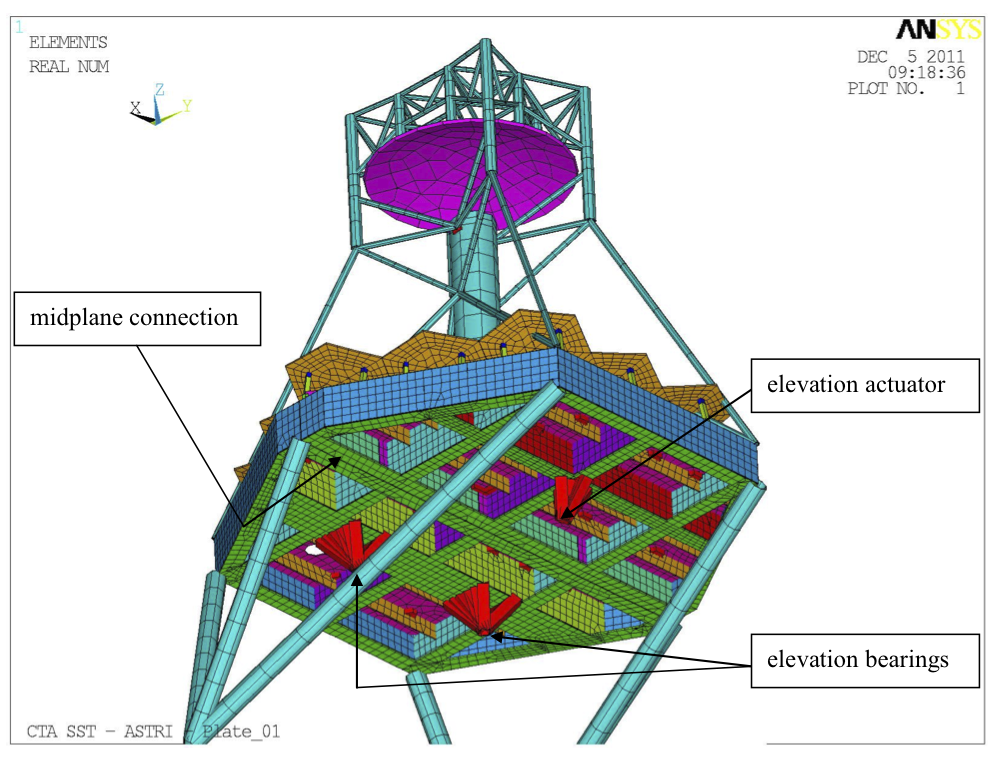 1
ELEMENTS
REAL NUM
ANSYS
DEC 5 2011
09:18:36
PLOT NO. 1
Z
X
Y
midplane connection
elevation actuator
elevation bearings
CTA SST - ASTRI - Plate_01